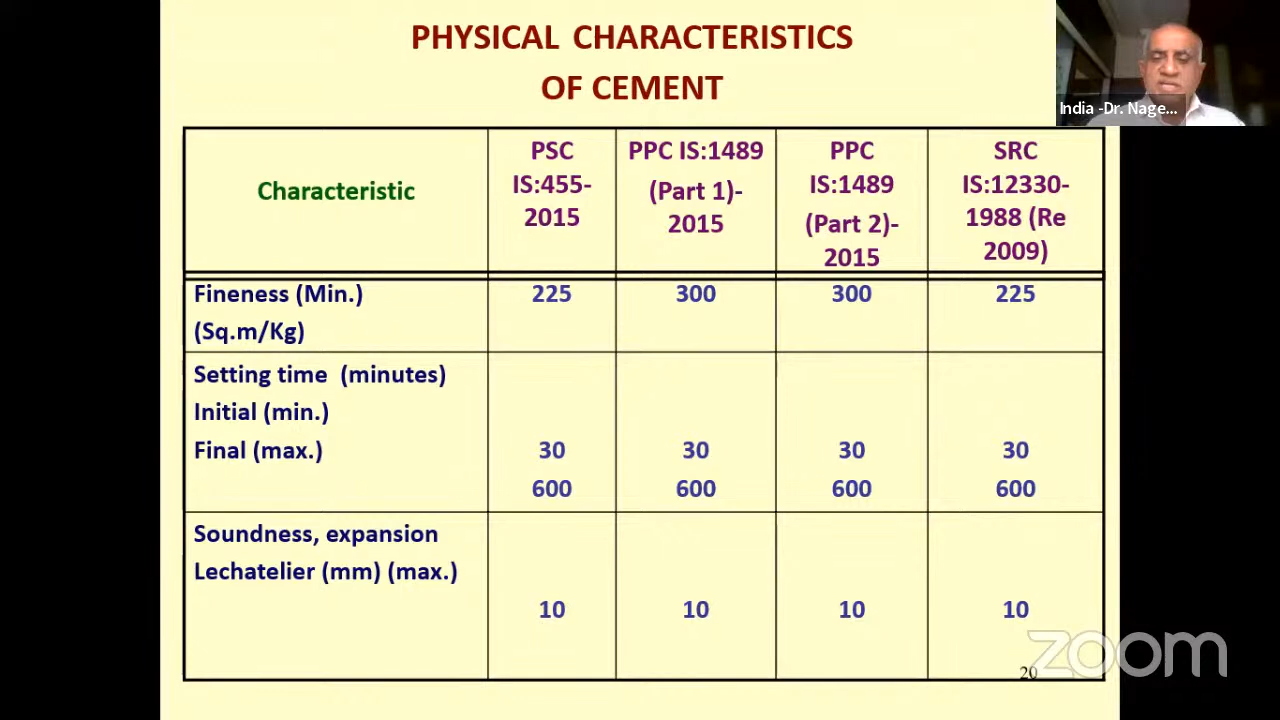 PHYSICAL CHARACTERISTICS
OF CEMENT
India -Dr. Nage...
Characteristic
PSC
IS:455-
2015
PPC IS:1489
(Part 1)-
2015
PPC
IS:1489
(Part 2)-
2015
SRC
IS:12330-
1988 (Re
2009)
Fineness (Min.)
(Sq.m/Kg)
225
300
300
225
Setting time (minutes)
Initial (min.)
Final (max.)
30
600
30
600
30
600
30
600
Soundness, expansion
Lechatelier (mm) (max.)
10
10
10
10
20
zoom